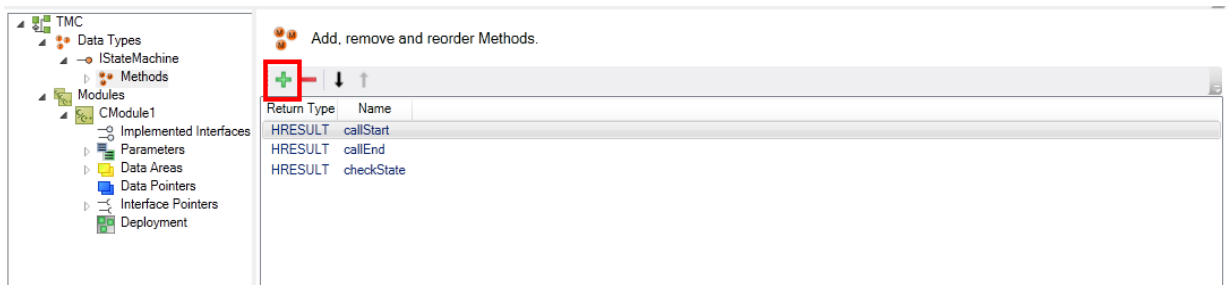 TMC
Data Types
IStateMachine
Methods
Modules
CModule1
Implemented Interfaces
Parameters
Data Areas
Data Pointers
Interface Pointers
Deployment
Add, remove and reorder Methods.
Return Type Name
HRESULT callStart
HRESULT callEnd
HRESULT checkState